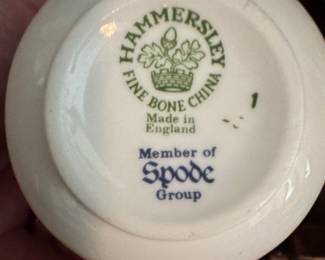 HAMMERSLEY
FINE BONE CHINA
Made in
England
Member of
Spode
Group